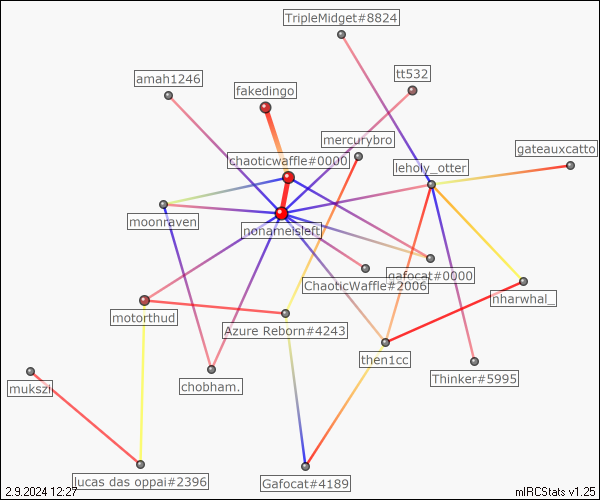 TripleMidget#8824
tt532
amah1246
fakedingo
mercurybro
gateauxcatto
chaoticwaffle#0000
leholy_otter
moonraven
nonameisleft
gafocat#0000
ChaoticWaffle#2006
nharwhal_
motorthud
Azure Reborn#4243
then1cc
Thinker#5995
chobham.
mukszi
lucas das oppai#2396
Gafocat#4189
2.9.2024 12:27
mIRCStats v1.25